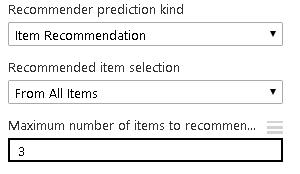 Recommender prediction kind
Item Recommendation
Recommended item selection
From All Items
Maximum number of items to recommen...
3